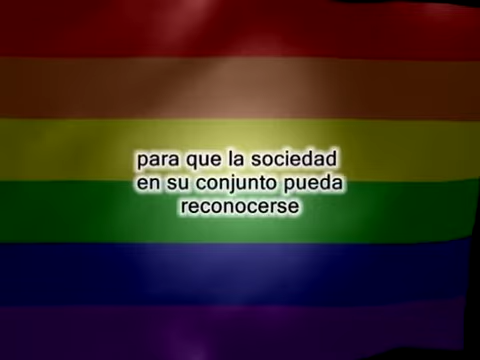 para que la sociedad
en su conjunto pueda
reconocerse